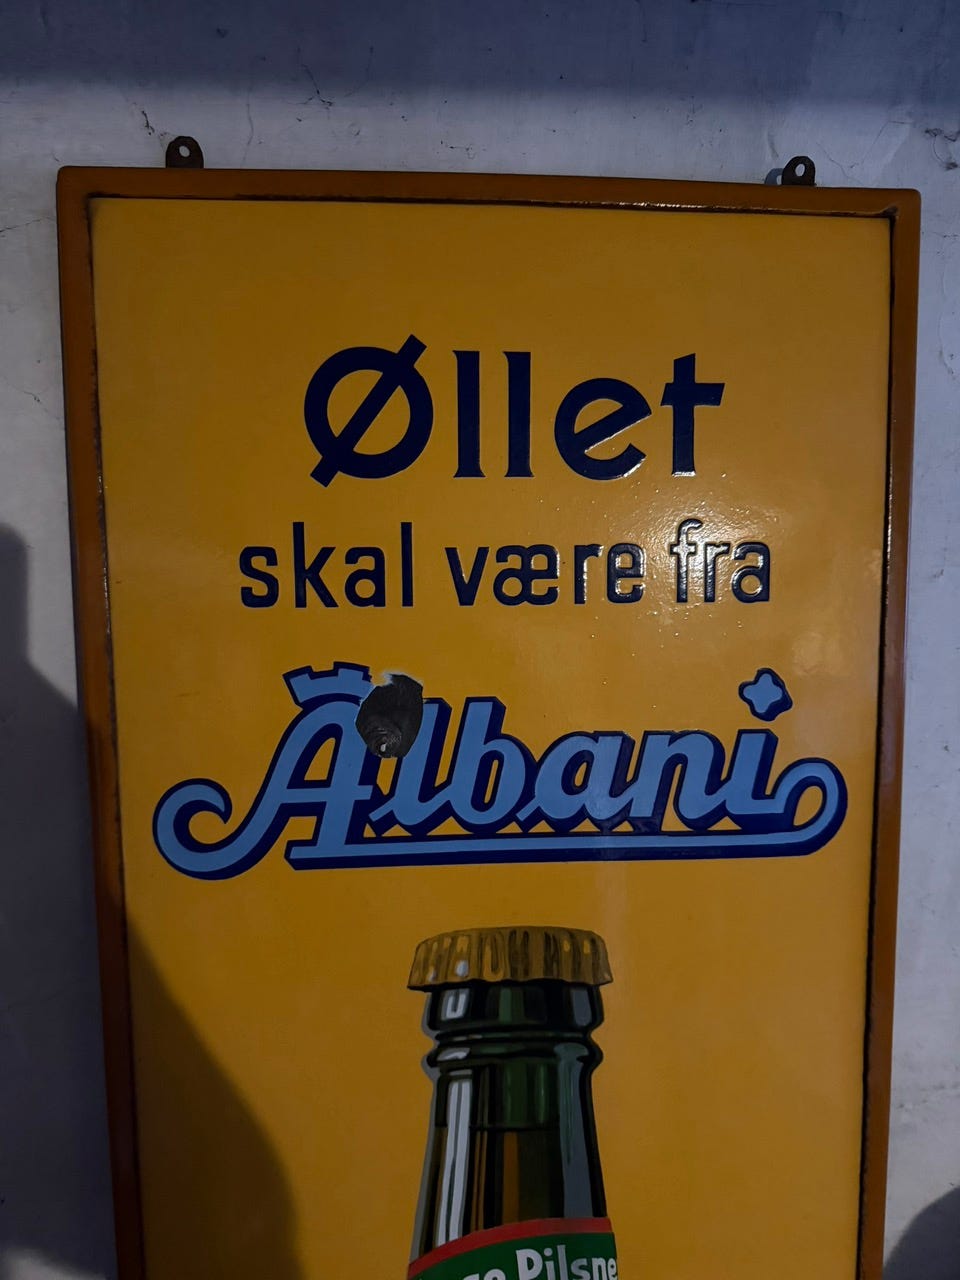 Øllet
skal være fra
Albani